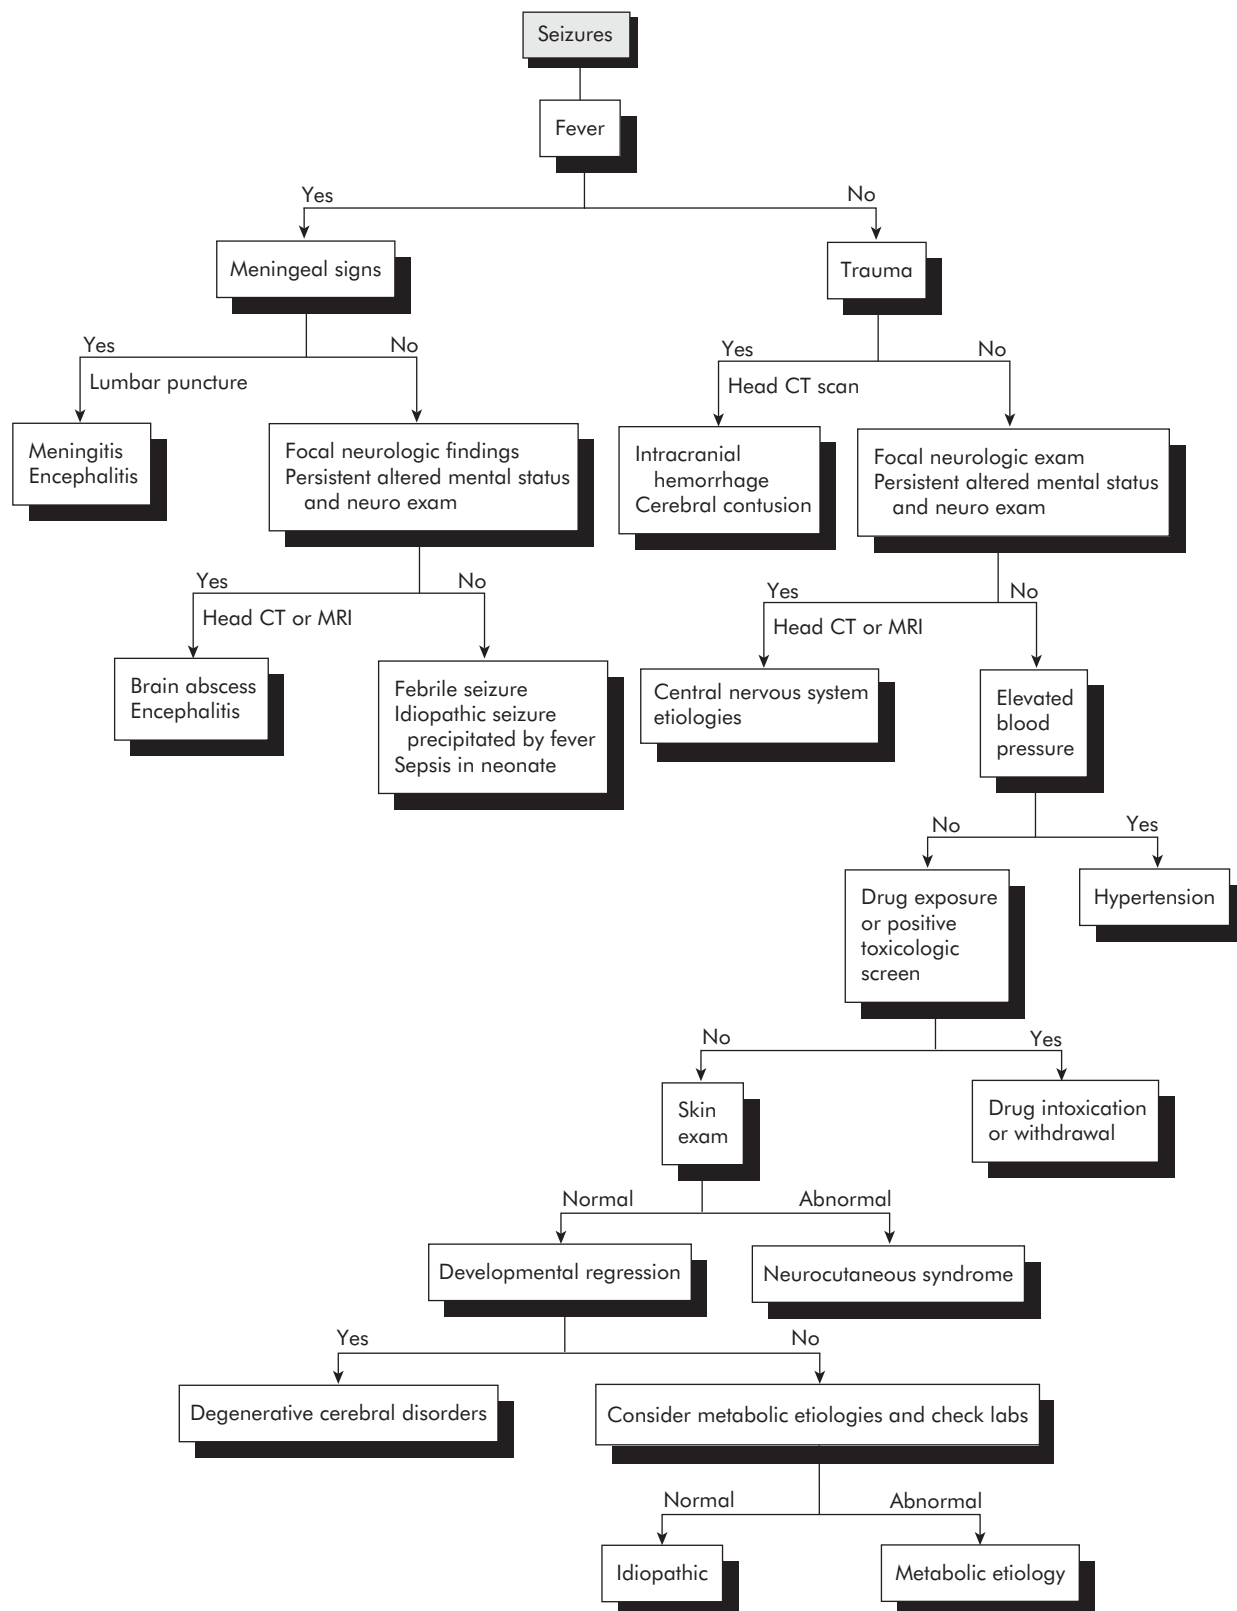 Seizures
Fever
Yes
No
Meningeal signs
Trauma
Yes
No
Lumbar puncture
Yes
No
Head CT scan
Meningitis
Encephalitis
Focal neurologic findings
Persistent altered mental status
and neuro exam
Intracranial
hemorrhage
Cerebral contusion
Focal neurologic exam
Persistent altered mental status
and neuro exam
Yes
No
Head CT or MRI
Yes
No
Head CT or MRI
Brain abscess
Encephalitis
Febrile seizure
Idiopathic seizure
precipitated by fever
Sepsis in neonate
Central nervous system
etiologies
Elevated
blood
pressure
No
Yes
Drug exposure
or positive
toxicologic
screen
Hypertension
No
Yes
Skin
exam
Drug intoxication
or withdrawal
Normal
Abnormal
Developmental regression
Neurocutaneous syndrome
Yes
No
Degenerative cerebral disorders
Consider metabolic etiologies and check labs
Normal
Abnormal
Idiopathic
Metabolic etiology